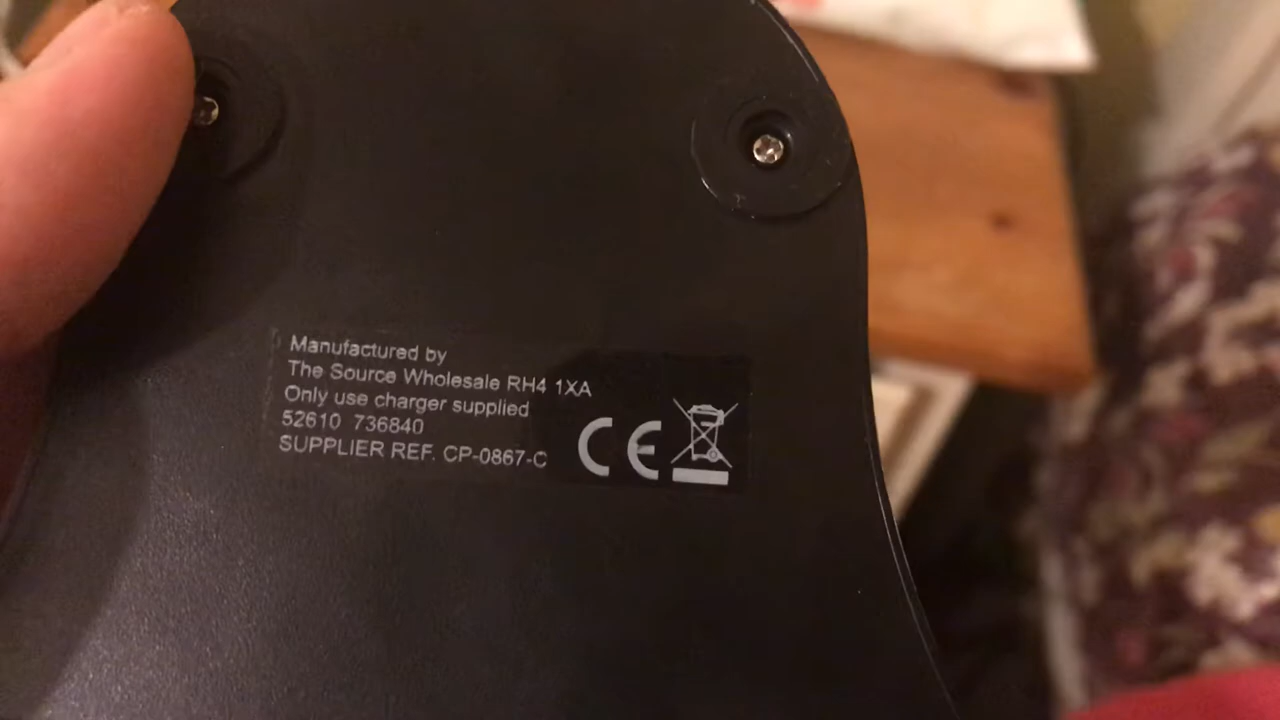 Manufactured by
The Source Wholesale RH4 1XA
Only use charger supplied
52610 736840
SUPPLIER REF. CP-0867-C
CE